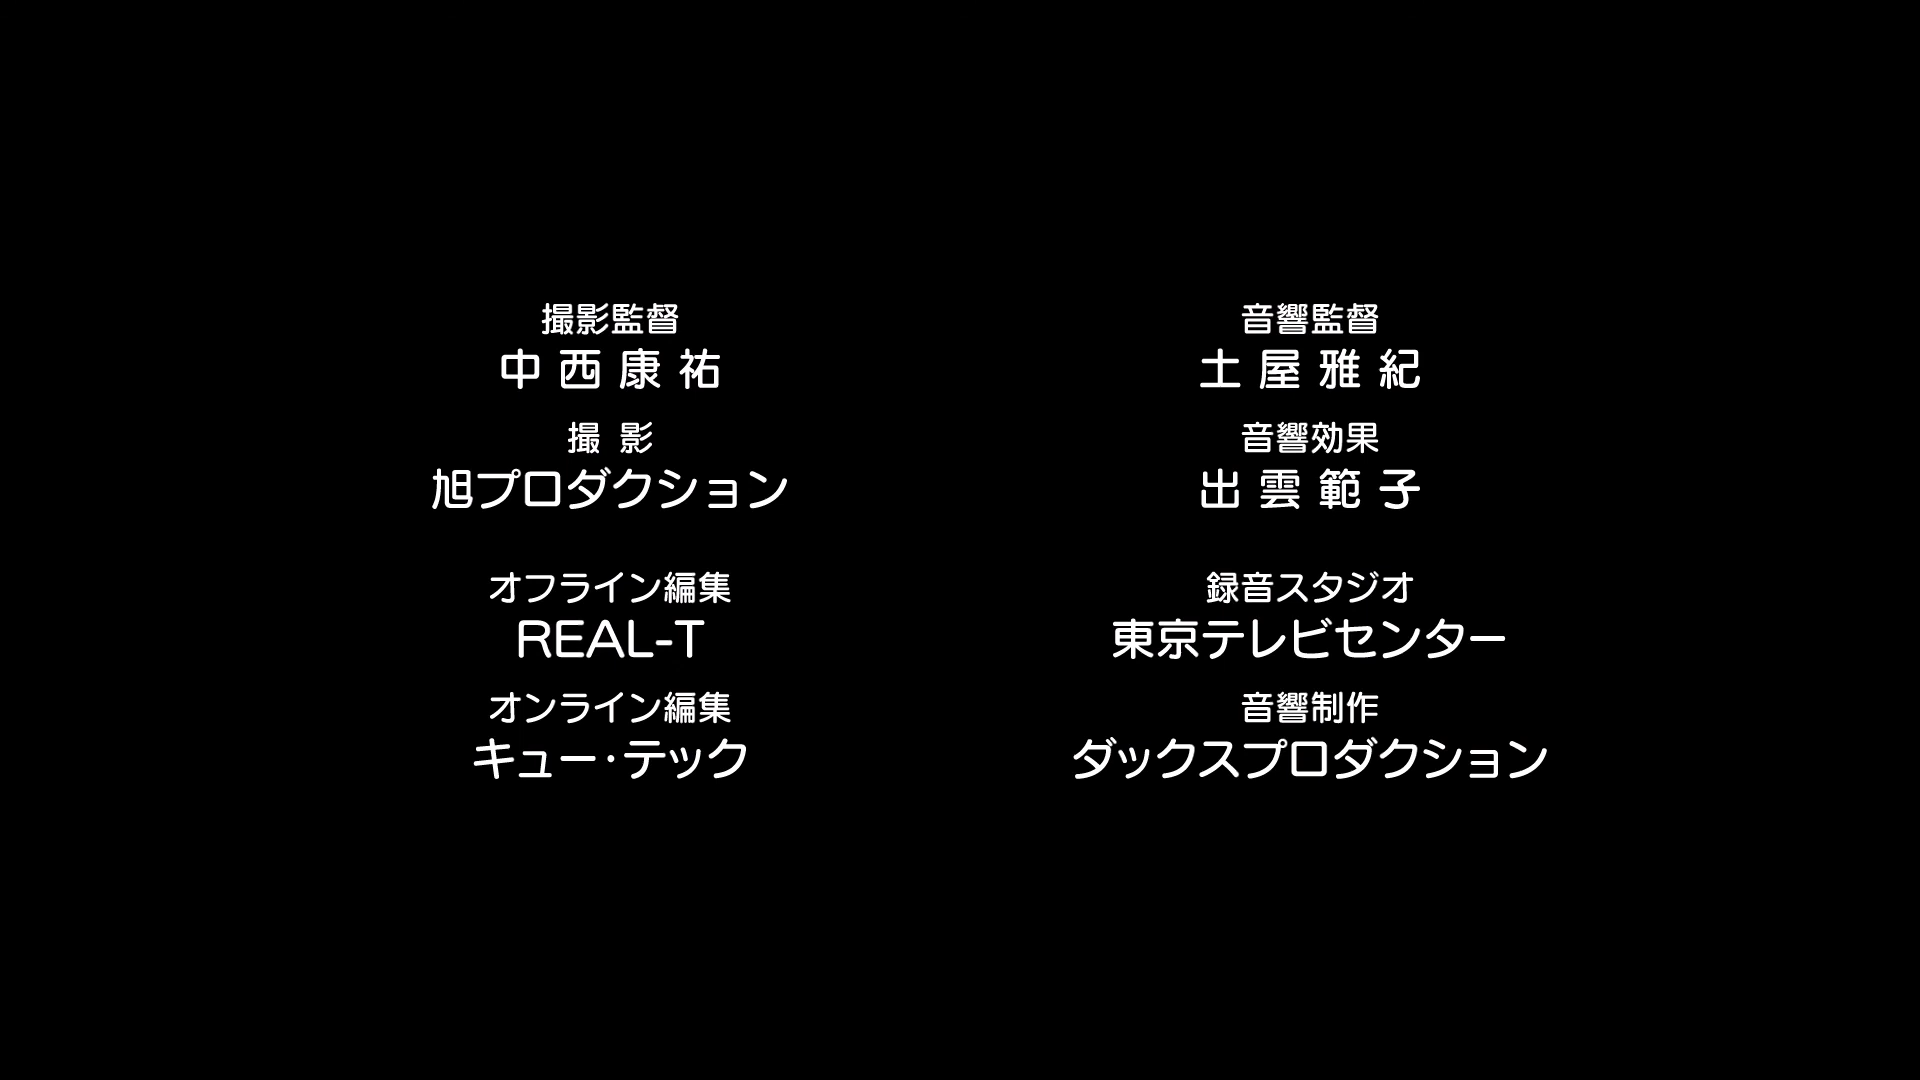 撮影監督
中西康祐
撮影
旭プロダクション
オフライン編集
REAL-T
オンライン編集
キュー・テック
音響監督
土屋雅紀
音響効果
出雲範子
録音スタジオ
東京テレビセンター
音響制作
ダックスプロダクション